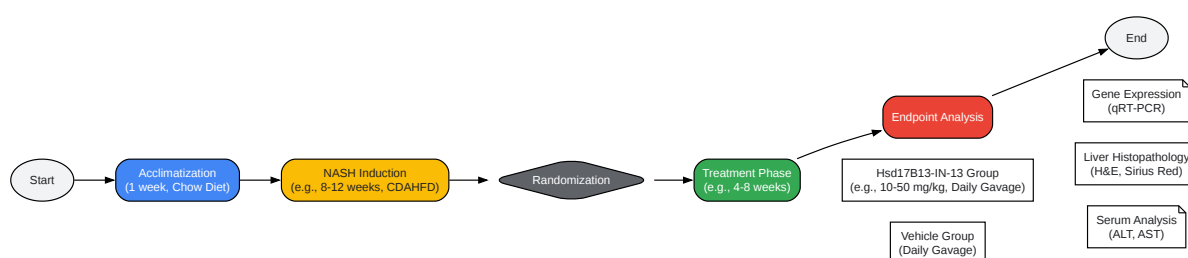 Start
Acclimatization
(1 week, Chow Diet)
NASH Induction
(e.g., 8-12 weeks, CDAHFD)
Randomization
Treatment Phase
(e.g., 4-8 weeks)
Endpoint Analysis
Hsd17B13-IN-13 Group
(e.g., 10-50 mg/kg, Daily Gavage)
Vehicle Group
(Daily Gavage)
End
Gene Expression
(qRT-PCR)
Liver Histopathology
(H&E, Sirius Red)
Serum Analysis
(ALT, AST)